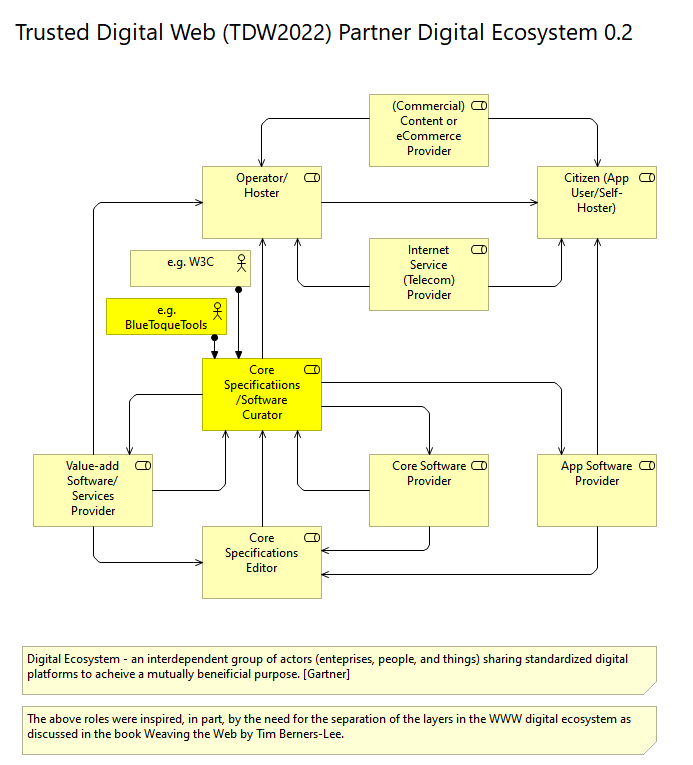 Trusted Digital Web (TDW2022) Partner Digital Ecosystem 0.2
(Commercial)
Content or
eCommerce
Provider
Operator/
Hoster
Citizen (App
User/Self-
Hoster)
Internet
Service
(Telecom)
Provider
e.g. W3C
e.g.
BlueToqueTools
Core
Specificatiions
/Software
Curator
Value-add
Software/
Services
Provider
Core Software
Provider
App Software
Provider
Core
Specifications
Editor
Digital Ecosystem - an interdependent group of actors (enteprises, people, and things) sharing standardized digital
platforms to acheive a mutually beneificial purpose. [Gartner]
The above roles were inspired, in part, by the need for the separation of the layers in the WWW digital ecosystem as
discussed in the book Weaving the Web by Tim Berners-Lee.